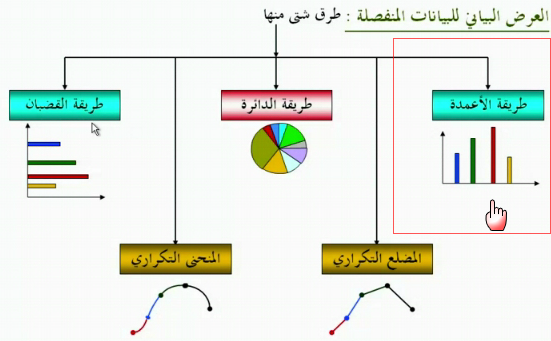 العرض البياني للبيانات المنفصلة : طرق شتى منها
طريقة الأعمدة
طريقة الدائرة
طريقة القضبان
المضلع التكراري
المنحنى التكراري